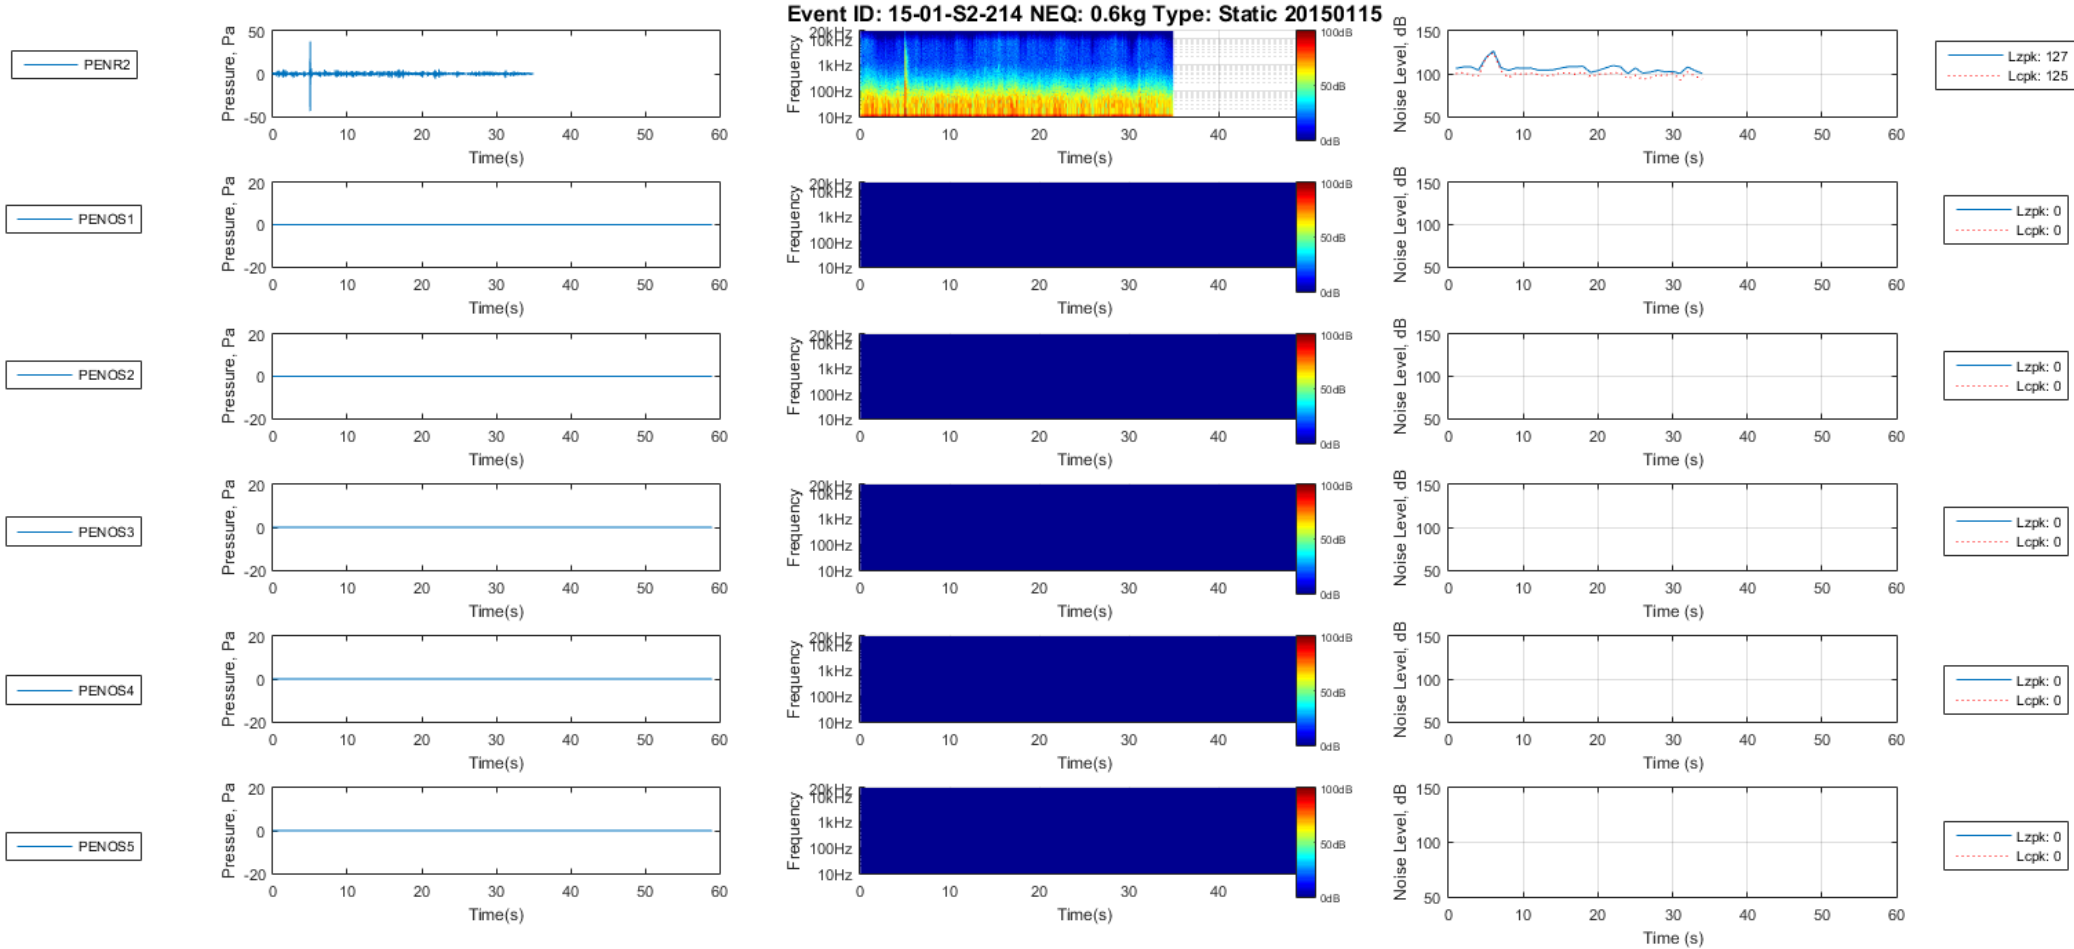 Event ID: 15-01-S2-214 NEQ: 0.6kg Type: Static 20150115
PENR2
Pressure, Pa
50
0
-50
0 10 20 30 40 50 60
Time(s)
Frequency
20kHz
10kHz
1kHz
100Hz
10Hz
0 10 20 30 40
Time(s)
100dB
50dB
0dB
Noise Level, dB
150
100
50
0 10 20 30 40 50 60
Time (s)
Lzpk: 127
Lcpk: 125
PENOS1
Pressure, Pa
20
0
-20
0 10 20 30 40 50 60
Time(s)
Frequency
20kHz
10kHz
1kHz
100Hz
10Hz
0 10 20 30 40
Time(s)
100dB
50dB
0dB
Noise Level, dB
150
100
50
0 10 20 30 40 50 60
Time (s)
Lzpk: 0
Lcpk: 0
PENOS2
Pressure, Pa
20
0
-20
0 10 20 30 40 50 60
Time(s)
Frequency
20kHz
10kHz
1kHz
100Hz
10Hz
0 10 20 30 40
Time(s)
100dB
50dB
0dB
Noise Level, dB
150
100
50
0 10 20 30 40 50 60
Time (s)
Lzpk: 0
Lcpk: 0
PENOS3
Pressure, Pa
20
0
-20
0 10 20 30 40 50 60
Time(s)
Frequency
20kHz
10kHz
1kHz
100Hz
10Hz
0 10 20 30 40
Time(s)
100dB
50dB
0dB
Noise Level, dB
150
100
50
0 10 20 30 40 50 60
Time (s)
Lzpk: 0
Lcpk: 0
PENOS4
Pressure, Pa
20
0
-20
0 10 20 30 40 50 60
Time(s)
Frequency
20kHz
10kHz
1kHz
100Hz
10Hz
0 10 20 30 40
Time(s)
100dB
50dB
0dB
Noise Level, dB
150
100
50
0 10 20 30 40 50 60
Time (s)
Lzpk: 0
Lcpk: 0
PENOS5
Pressure, Pa
20
0
-20
0 10 20 30 40 50 60
Time(s)
Frequency
20kHz
10kHz
1kHz
100Hz
10Hz
0 10 20 30 40
Time(s)
100dB
50dB
0dB
Noise Level, dB
150
100
50
0 10 20 30 40 50 60
Time (s)
Lzpk: 0
Lcpk: 0